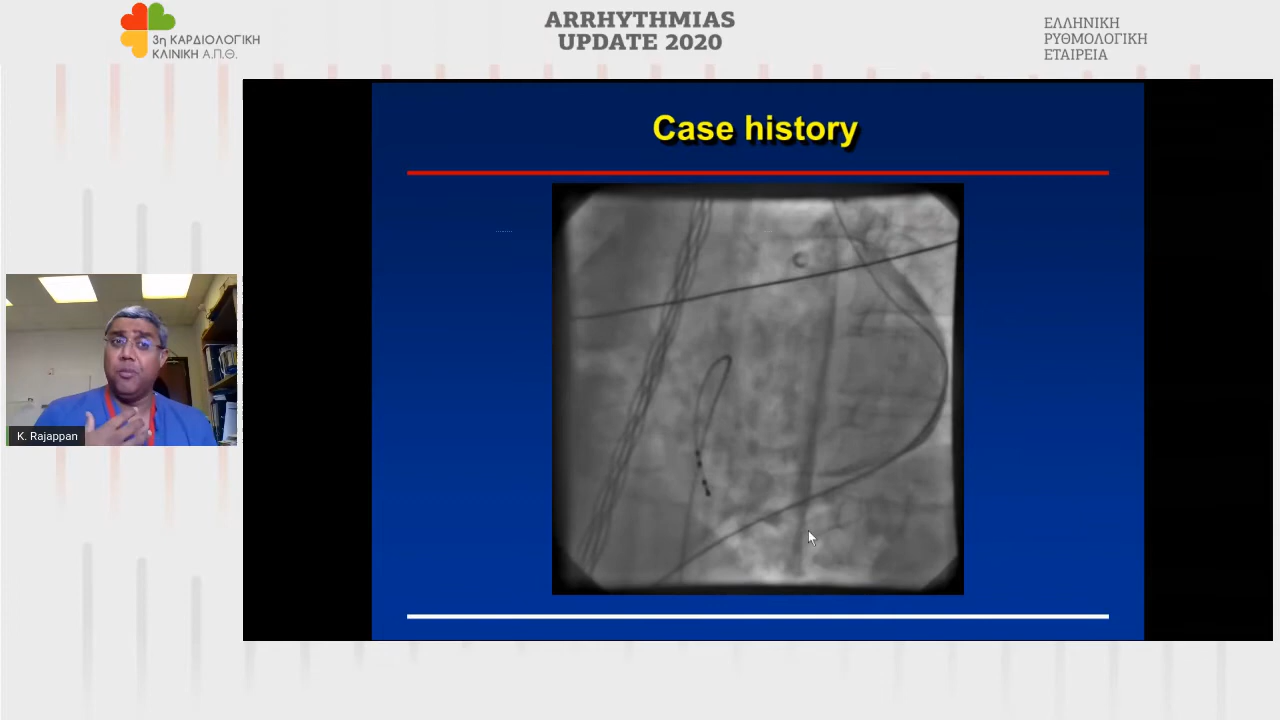 3η ΚΑΡΔΙΟΛΟΓΙΚΗ
ΚΛΙΝΙΚΗ Α.Π.Θ.
ARRHYTHMIAS
UPDATE 2020
ΕΛΛΗΝΙΚΗ
ΡΥΘΜΟΛΟΓΙΚΗ
ΕΤΑΙΡΕΙΑ
Case history
K. Rajappan